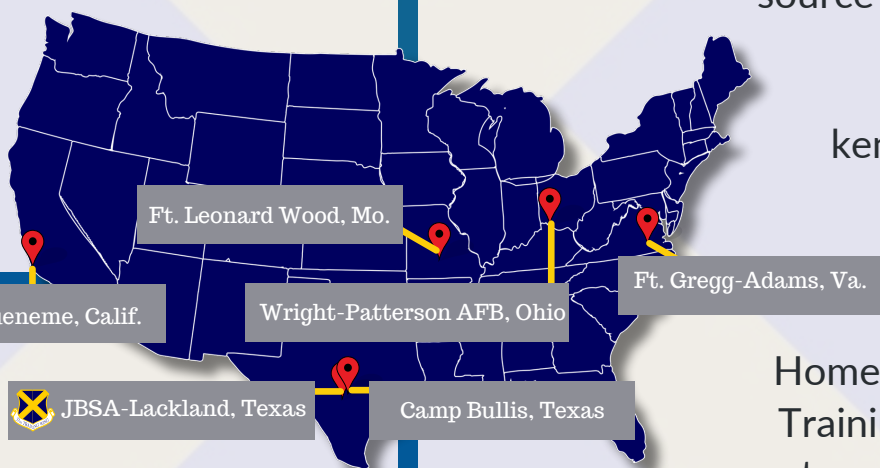 source
ker
Ft. Leonard Wood, Mo.
Ft. Gregg-Adams, Va.
Wright-Patterson AFB, Ohio
eneme, Calif.
Home
Traini
JBSA-Lackland, Texas
Camp Bullis, Texas